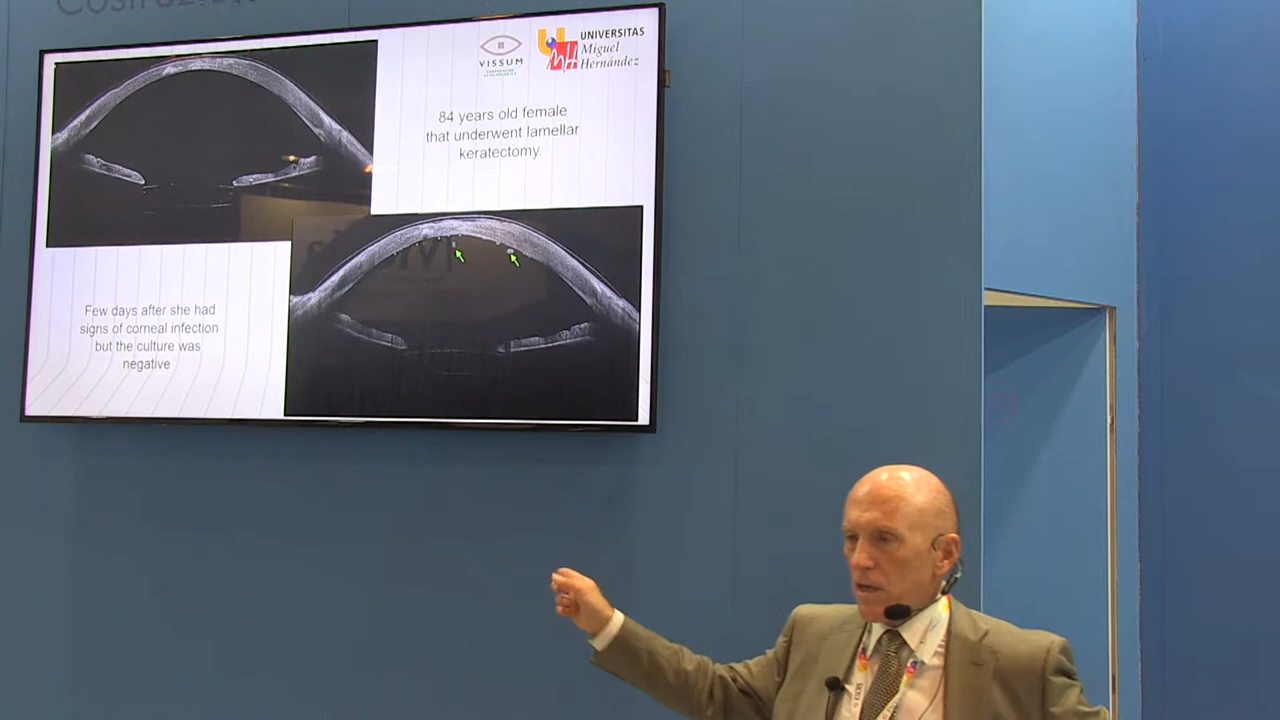 VISSUM
UNIVERSITAS
Miguel
Hernández
84 years old female
that underwent lamellar
keratectomy.
Few days after she had
signs of corneal infection
but the culture was
negative